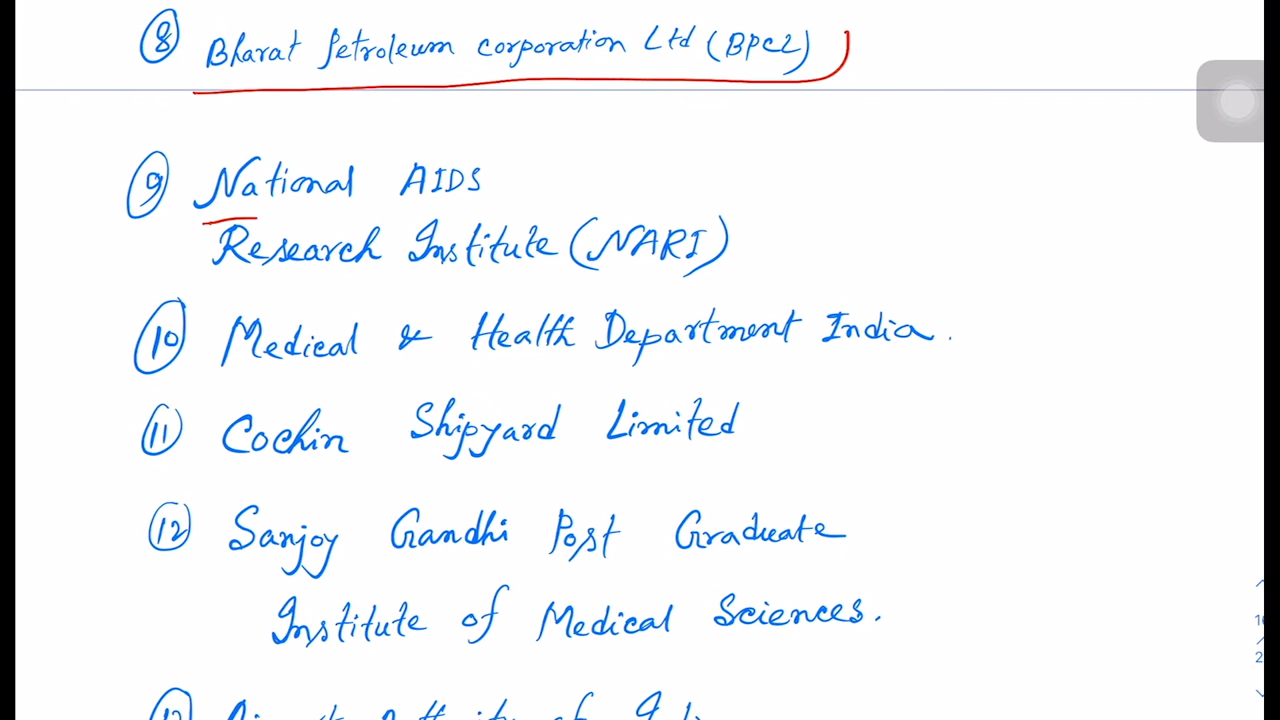 8 Bharat Petroleum corporation Ltd (BPCL)
9 National AIDS
Research Institute (NARI)
10 Medical & Health Department India.
11 Cochin Shipyard Limited
12 Sanjoy Gandhi Post Graduate
Institute of Medical Sciences.
13